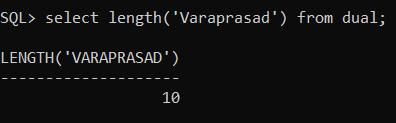 SQL> select length('Varaprasad') from dual;
LENGTH('VARAPRASAD')
--------------------
10